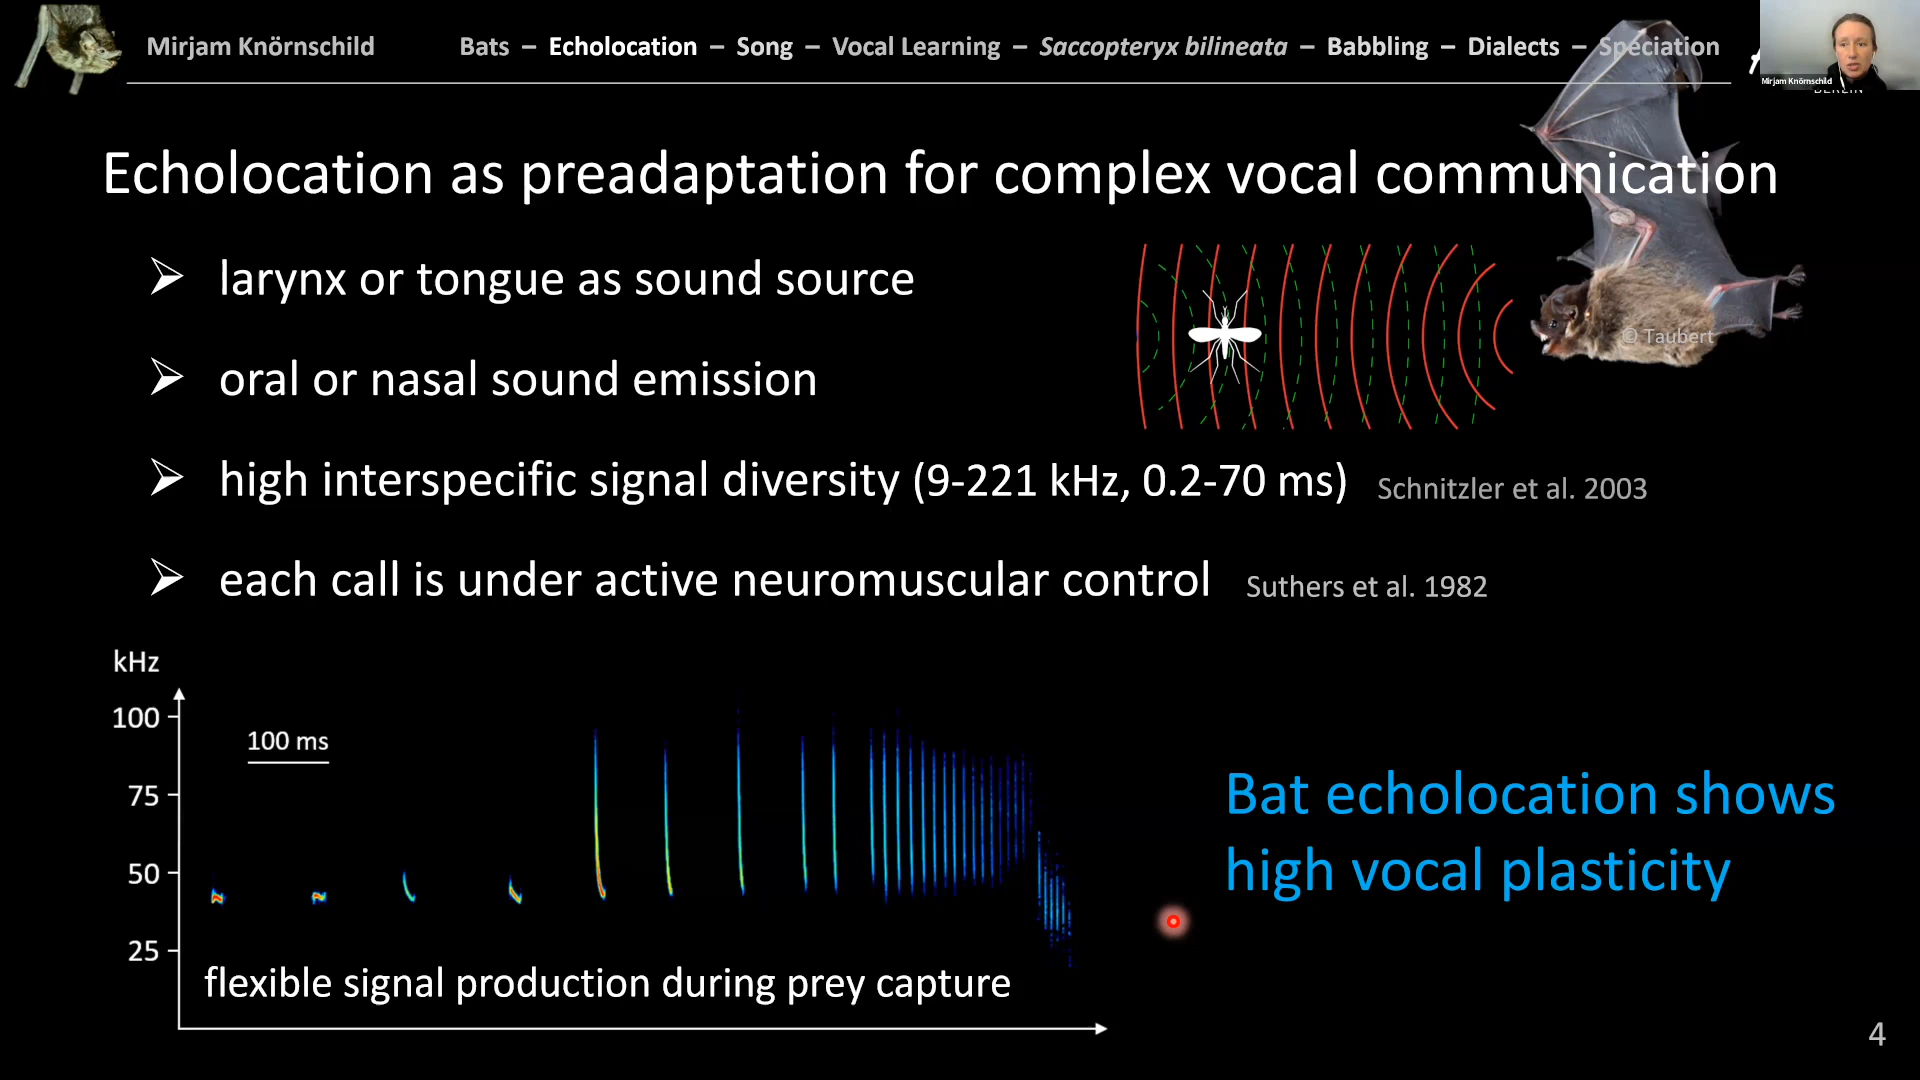 Mirjam Knörnschild
Bats – Echolocation – Song – Vocal Learning – Saccopteryx bilineata – Babbling – Dialects – Speciation
Mirjam Knörnschild
BERLIN
Echolocation as preadaptation for complex vocal communication
larynx or tongue as sound source
© Taubert
oral or nasal sound emission
high interspecific signal diversity (9-221 kHz, 0.2-70 ms) Schnitzler et al. 2003
each call is under active neuromuscular control Suthers et al. 1982
kHz
100
100 ms
75
50
25
flexible signal production during prey capture
Bat echolocation shows
high vocal plasticity
4